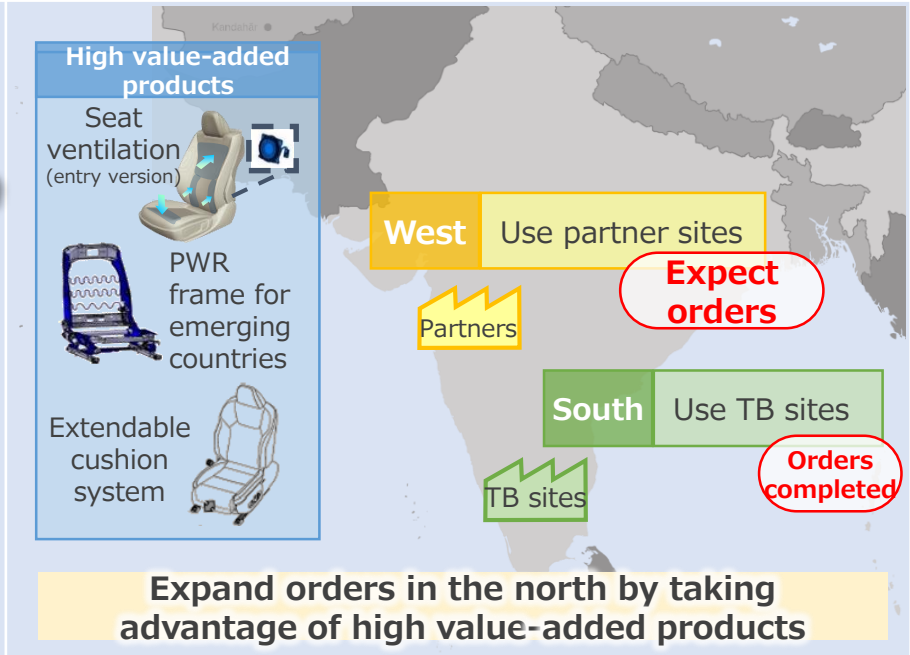 Kandahār
High value-added
products
Seat
ventilation
(entry version)
PWR
frame for
emerging
countries
Extendable
cushion
system
West
Use partner sites
Expect
orders
Partners
South
Use TB sites
Orders
completed
TB sites
Expand orders in the north by taking
advantage of high value-added products